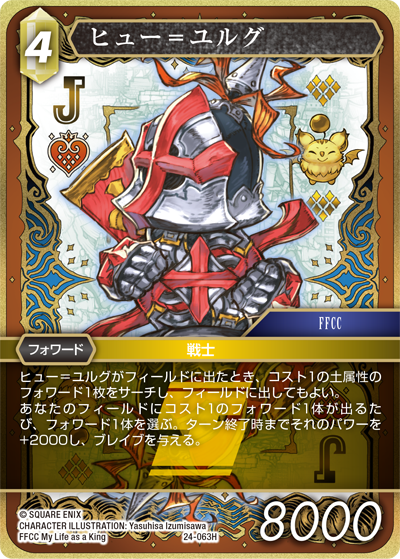 4
ヒュー＝ユルグ
J
FFCC
フォワード
戦士
ヒュー＝ユルグがフィールドに出たとき、コスト1の土属性の
フォワード1枚をサーチし、フィールドに出してもよい。
あなたのフィールドにコスト1のフォワード1体が出るた
び、フォワード1体を選ぶ。ターン終了時までそれのパワーを
+2000し、ブレイブを与える。
J
© SQUARE ENIX
CHARACTER ILLUSTRATION: Yasuhisa Izumisawa
FFCC My Life as a King
24-063H
8000